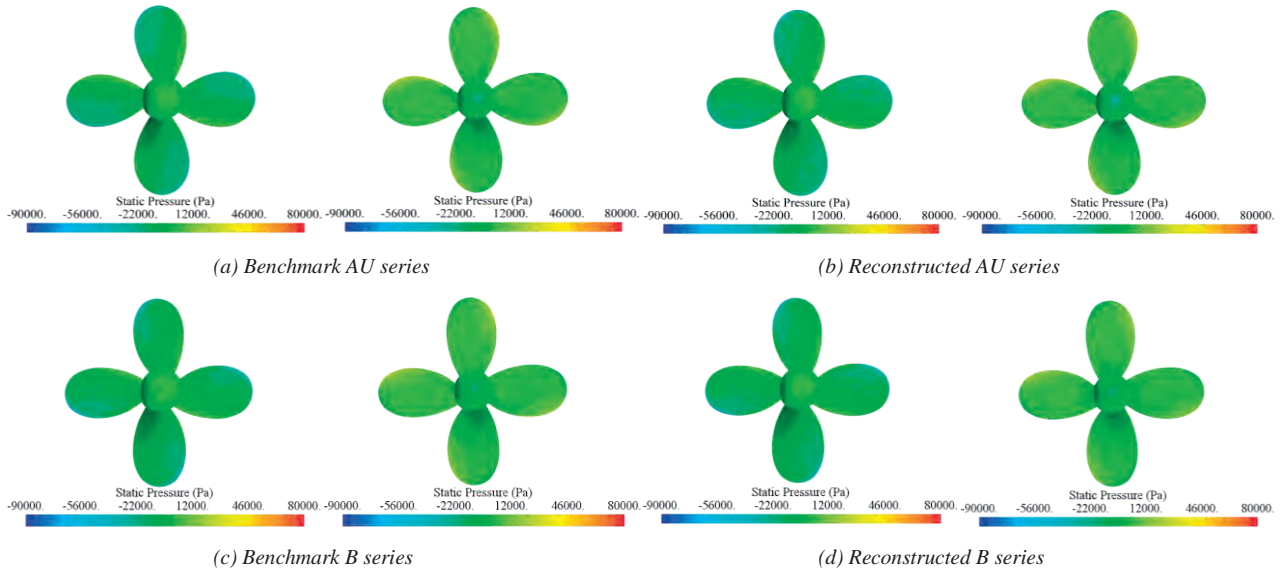 Static Pressure (Pa)
-90000. -56000. -22000. 12000. 46000. 80000.
Static Pressure (Pa)
-90000. -56000. -22000. 12000. 46000. 80000.
(a) Benchmark AU series
Static Pressure (Pa)
-90000. -56000. -22000. 12000. 46000. 80000.
Static Pressure (Pa)
-90000. -56000. -22000. 12000. 46000. 80000.
(b) Reconstructed AU series
Static Pressure (Pa)
-90000. -56000. -22000. 12000. 46000. 80000.
Static Pressure (Pa)
-90000. -56000. -22000. 12000. 46000. 80000.
(c) Benchmark B series
Static Pressure (Pa)
-90000. -56000. -22000. 12000. 46000. 80000.
Static Pressure (Pa)
-90000. -56000. -22000. 12000. 46000. 80000.
(d) Reconstructed B series